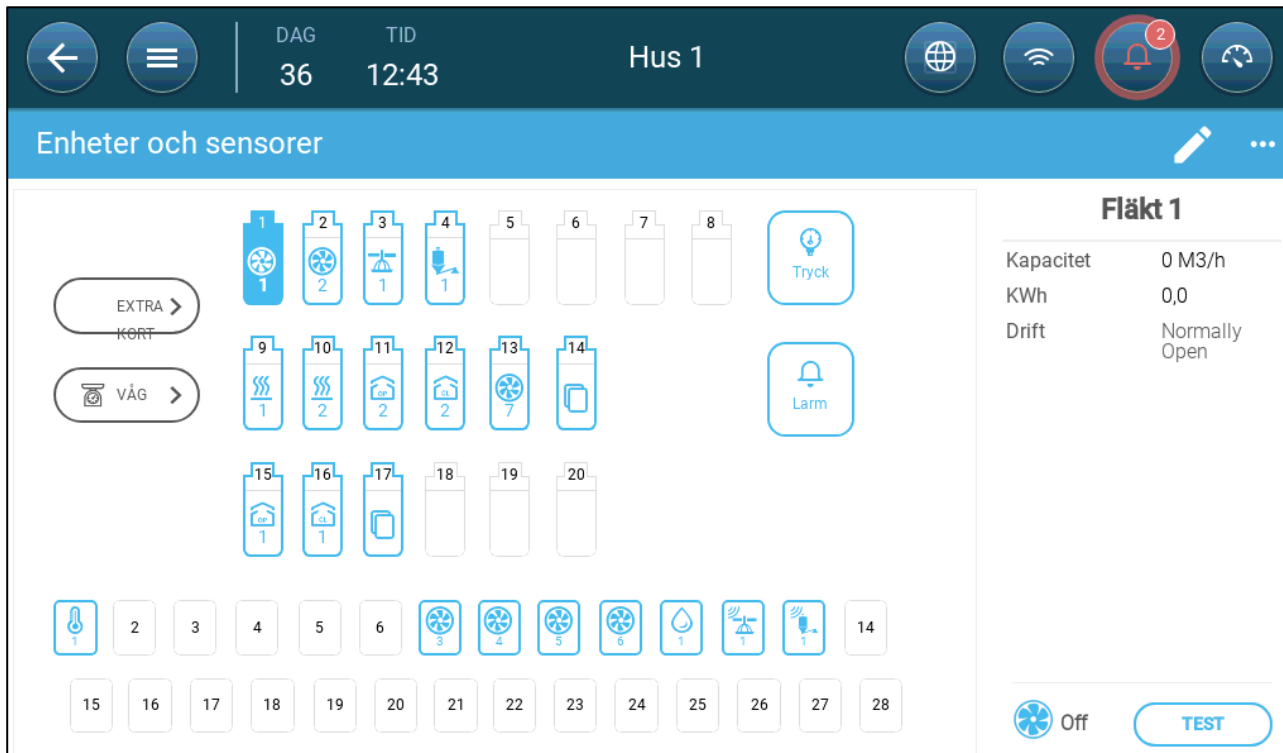 DAG TID
36 12:43
Hus 1
2
Enheter och sensorer
1 2 3 4 5 6 7 8
1 2 1 1
Tryck
EXTRA
KORT
9 10 11 12 13 14
OP CL
1 2 2 2 7
Larm
VÅG
15 16 17 18 19 20
OP CL
1 1
1 2 3 4 5 6 3 4 5 6 1 1 1 14
15 16 17 18 19 20 21 22 23 24 25 26 27 28
Fläkt 1
Kapacitet 0 M3/h
KWh 0,0
Drift Normally
Open
Off TEST